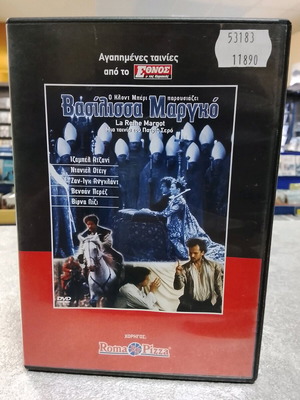 53183
11890
Αγαπημένες ταινίες
από το ΕΘΝΟΣ
Ο Κλοντ Μπερί παρουσιάζει
Βασίλισσα Μαργκό
La Reine Margot
Μια ταινία του Πατρίς Σερό
Ιζαμπέλ Ατζανί
Ντανιέλ Οτέιγ
Ζαν-Ιγκ Ανγκλάντ
Βενσάν Περέζ
Βίρνα Λίζι
DVD
ΧΟΡΗΓΟΣ:
Roma Pizza